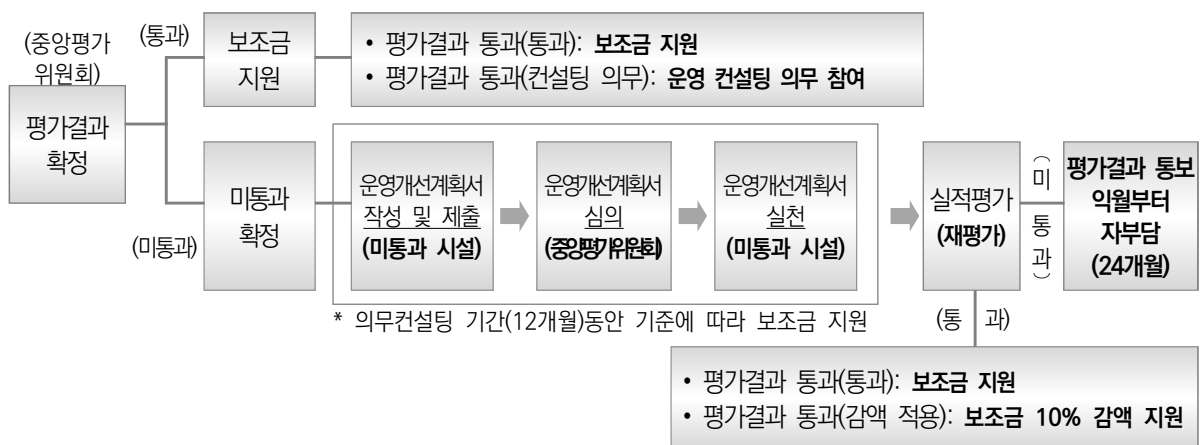 (중앙평가
위원회)
평가결과
확정
(통과)
보조금
지원
• 평가결과 통과(통과): 보조금 지원
• 평가결과 통과(컨설팅 의무): 운영 컨설팅 의무 참여
(미통과)
미통과
확정
운영개선계획서
작성 및 제출
(미통과 시설)
운영개선계획서
심의
(중앙평가위원회)
운영개선계획서
실천
(미통과 시설)
* 의무컨설팅 기간(12개월)동안 기준에 따라 보조금 지원
실적평가
(재평가)
(미통과)
평가결과 통보
익월부터
자부담
(24개월)
(통 과)
• 평가결과 통과(통과): 보조금 지원
• 평가결과 통과(감액 적용): 보조금 10% 감액 지원